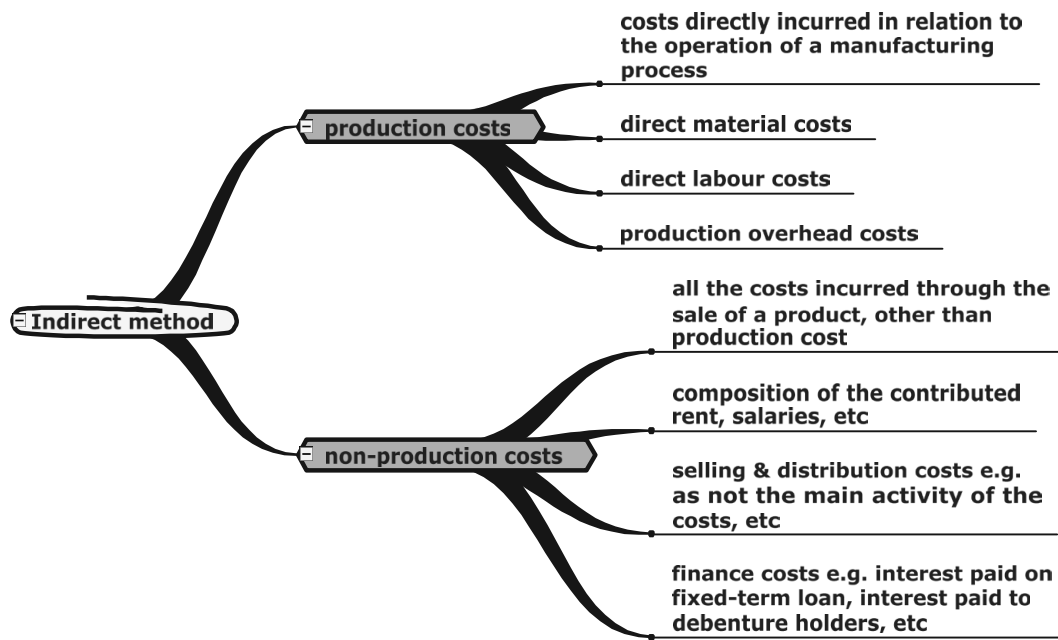 Indirect method
production costs
costs directly incurred in relation to
the operation of a manufacturing
process
direct material costs
direct labour costs
production overhead costs
non-production costs
all the costs incurred through the
sale of a product, other than
production cost
composition of the contributed
rent, salaries, etc
selling & distribution costs e.g.
as not the main activity of the
costs, etc
finance costs e.g. interest paid on
fixed-term loan, interest paid to
debenture holders, etc